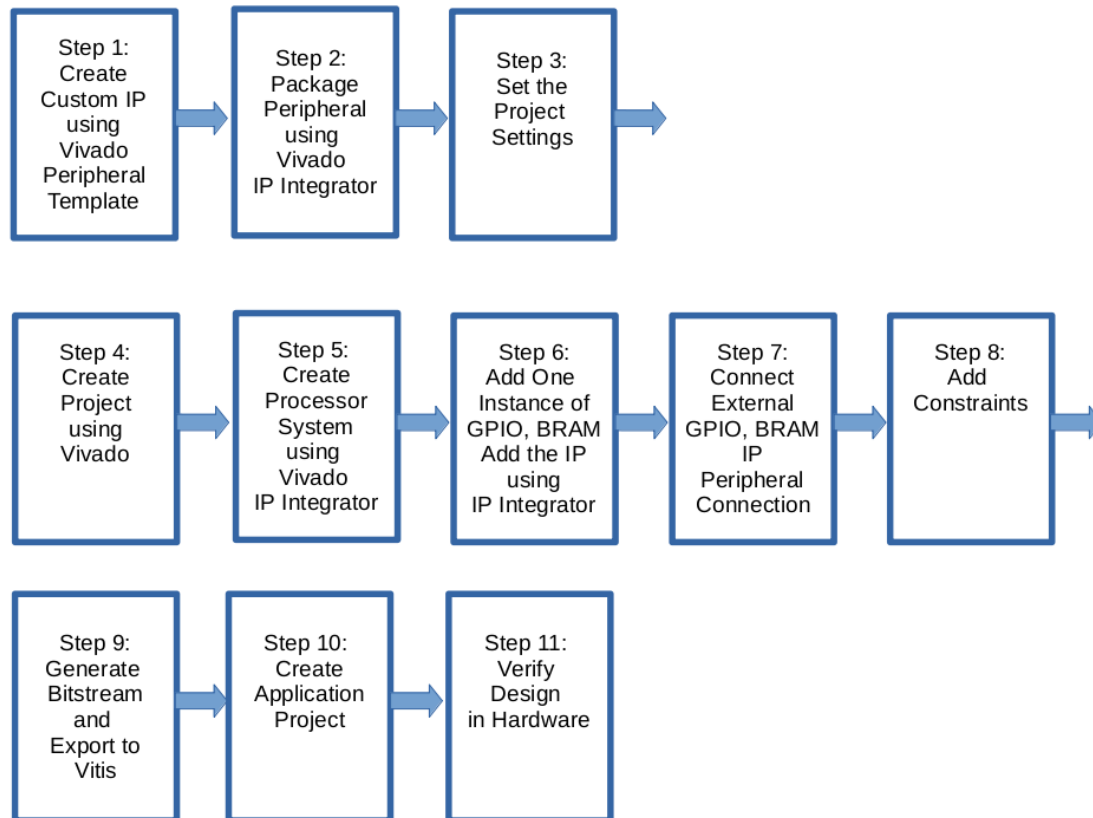 Step 1:
Create
Custom IP
using
Vivado
Peripheral
Template
Step 2:
Package
Peripheral
using
Vivado
IP Integrator
Step 3:
Set the
Project
Settings
Step 4:
Create
Project
using
Vivado
Step 5:
Create
Processor
System
using
Vivado
IP Integrator
Step 6:
Add One
Instance of
GPIO, BRAM
Add the IP
using
IP Integrator
Step 7:
Connect
External
GPIO, BRAM
IP
Peripheral
Connection
Step 8:
Add
Constraints
Step 9:
Generate
Bitstream
and
Export to
Vitis
Step 10:
Create
Application
Project
Step 11:
Verify
Design
in Hardware